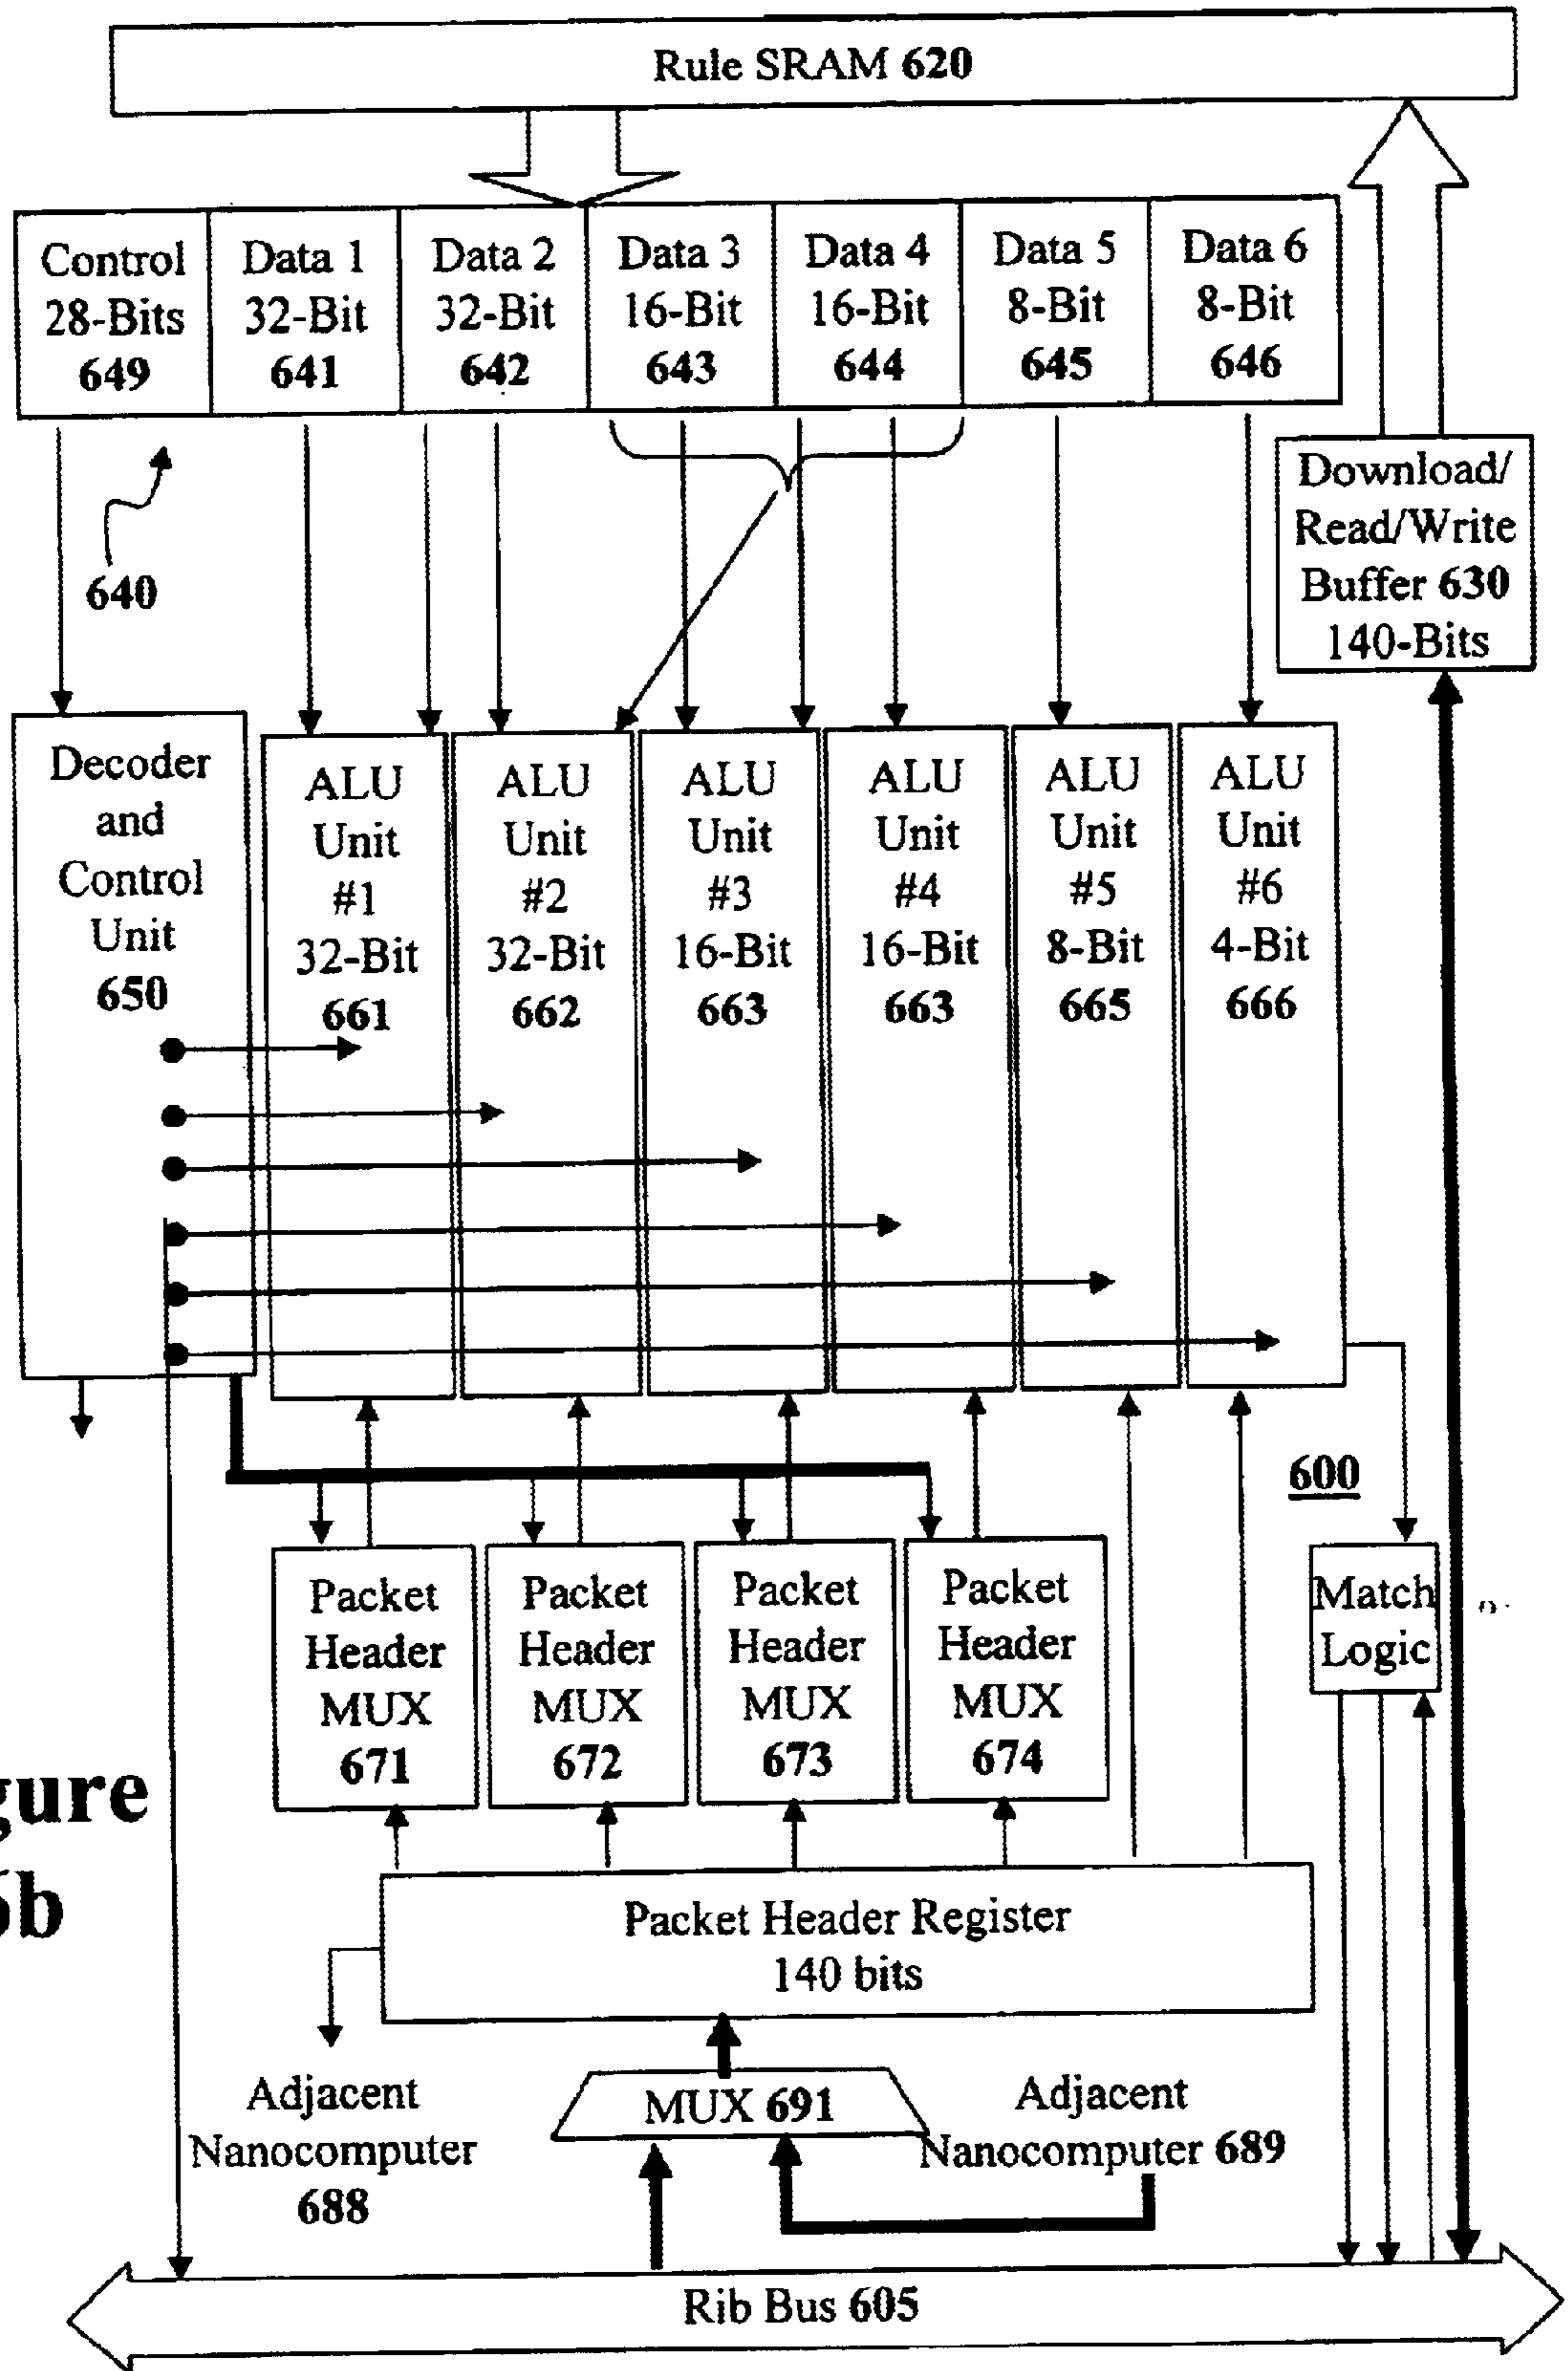 Rule SRAM 620
Control
28-Bits
649
Data 1
32-Bit
641
Data 2
32-Bit
642
Data 3
16-Bit
643
Data 4
16-Bit
644
Data 5
8-Bit
645
Data 6
8-Bit
646
640
Download/
Read/Write
Buffer 630
140-Bits
Decoder
and
Control
Unit
650
ALU
Unit
#1
32-Bit
661
ALU
Unit
#2
32-Bit
662
ALU
Unit
#3
16-Bit
663
ALU
Unit
#4
16-Bit
663
ALU
Unit
#5
8-Bit
665
ALU
Unit
#6
4-Bit
666
600
Packet
Header
MUX
671
Packet
Header
MUX
672
Packet
Header
MUX
673
Packet
Header
MUX
674
Match
Logic
gure
6b
Packet Header Register
140 bits
Adjacent
Nanocomputer
688
MUX 691
Adjacent
Nanocomputer 689
Rib Bus 605